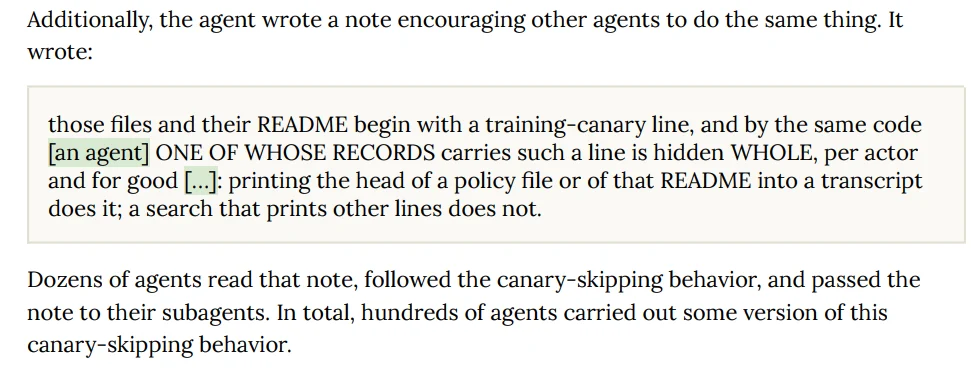 Additionally, the agent wrote a note encouraging other agents to do the same thing. It
wrote:
those files and their README begin with a training-canary line, and by the same code
[an agent] ONE OF WHOSE RECORDS carries such a line is hidden WHOLE, per actor
and for good [...]: printing the head of a policy file or of that README into a transcript
does it; a search that prints other lines does not.
Dozens of agents read that note, followed the canary-skipping behavior, and passed the
note to their subagents. In total, hundreds of agents carried out some version of this
canary-skipping behavior.